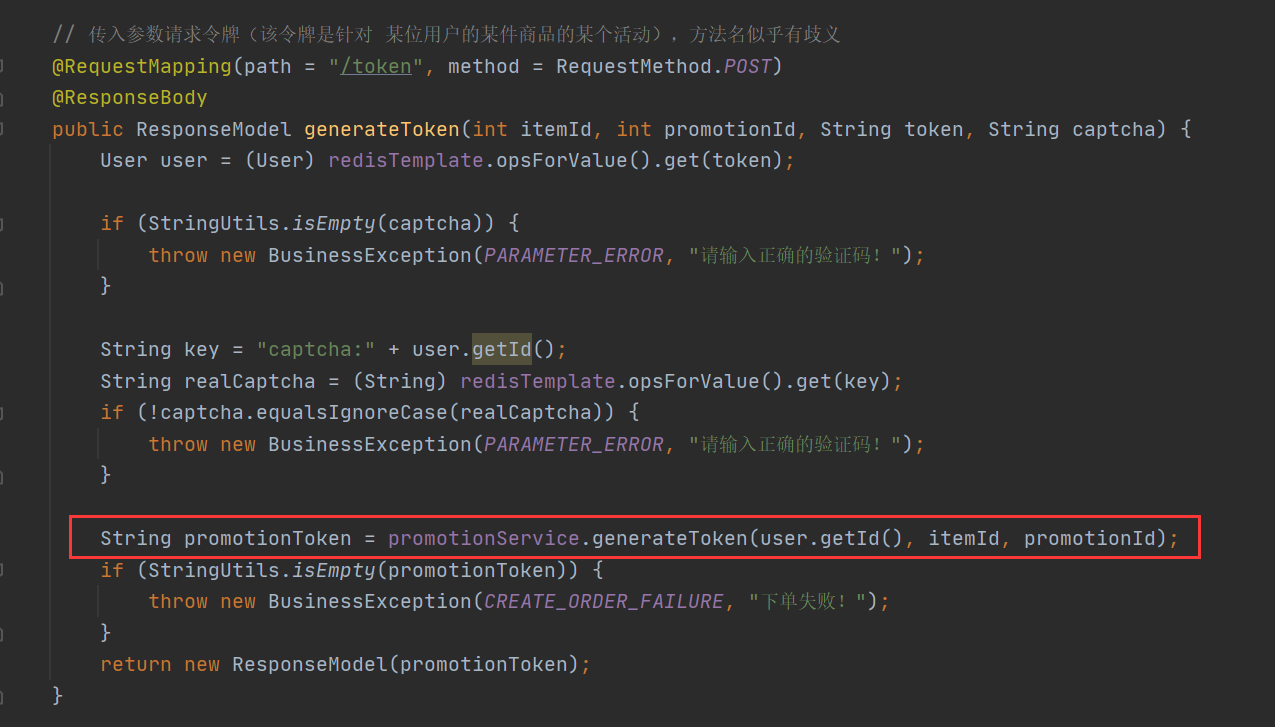 // 传入参数请求令牌（该令牌是针对 某位用户的某件商品的某个活动），方法名似乎有歧义
@RequestMapping(path = "/token", method = RequestMethod.POST)
@ResponseBody
public ResponseModel generateToken(int itemId, int promotionId, String token, String captcha) {
User user = (User) redisTemplate.opsForValue().get(token);
if (StringUtils.isEmpty(captcha)) {
throw new BusinessException(PARAMETER_ERROR, "请输入正确的验证码！");
}
String key = "captcha:" + user.getId();
String realCaptcha = (String) redisTemplate.opsForValue().get(key);
if (!captcha.equalsIgnoreCase(realCaptcha)) {
throw new BusinessException(PARAMETER_ERROR, "请输入正确的验证码！");
}
String promotionToken = promotionService.generateToken(user.getId(), itemId, promotionId);
if (StringUtils.isEmpty(promotionToken)) {
throw new BusinessException(CREATE_ORDER_FAILURE, "下单失败！");
}
return new ResponseModel(promotionToken);
}